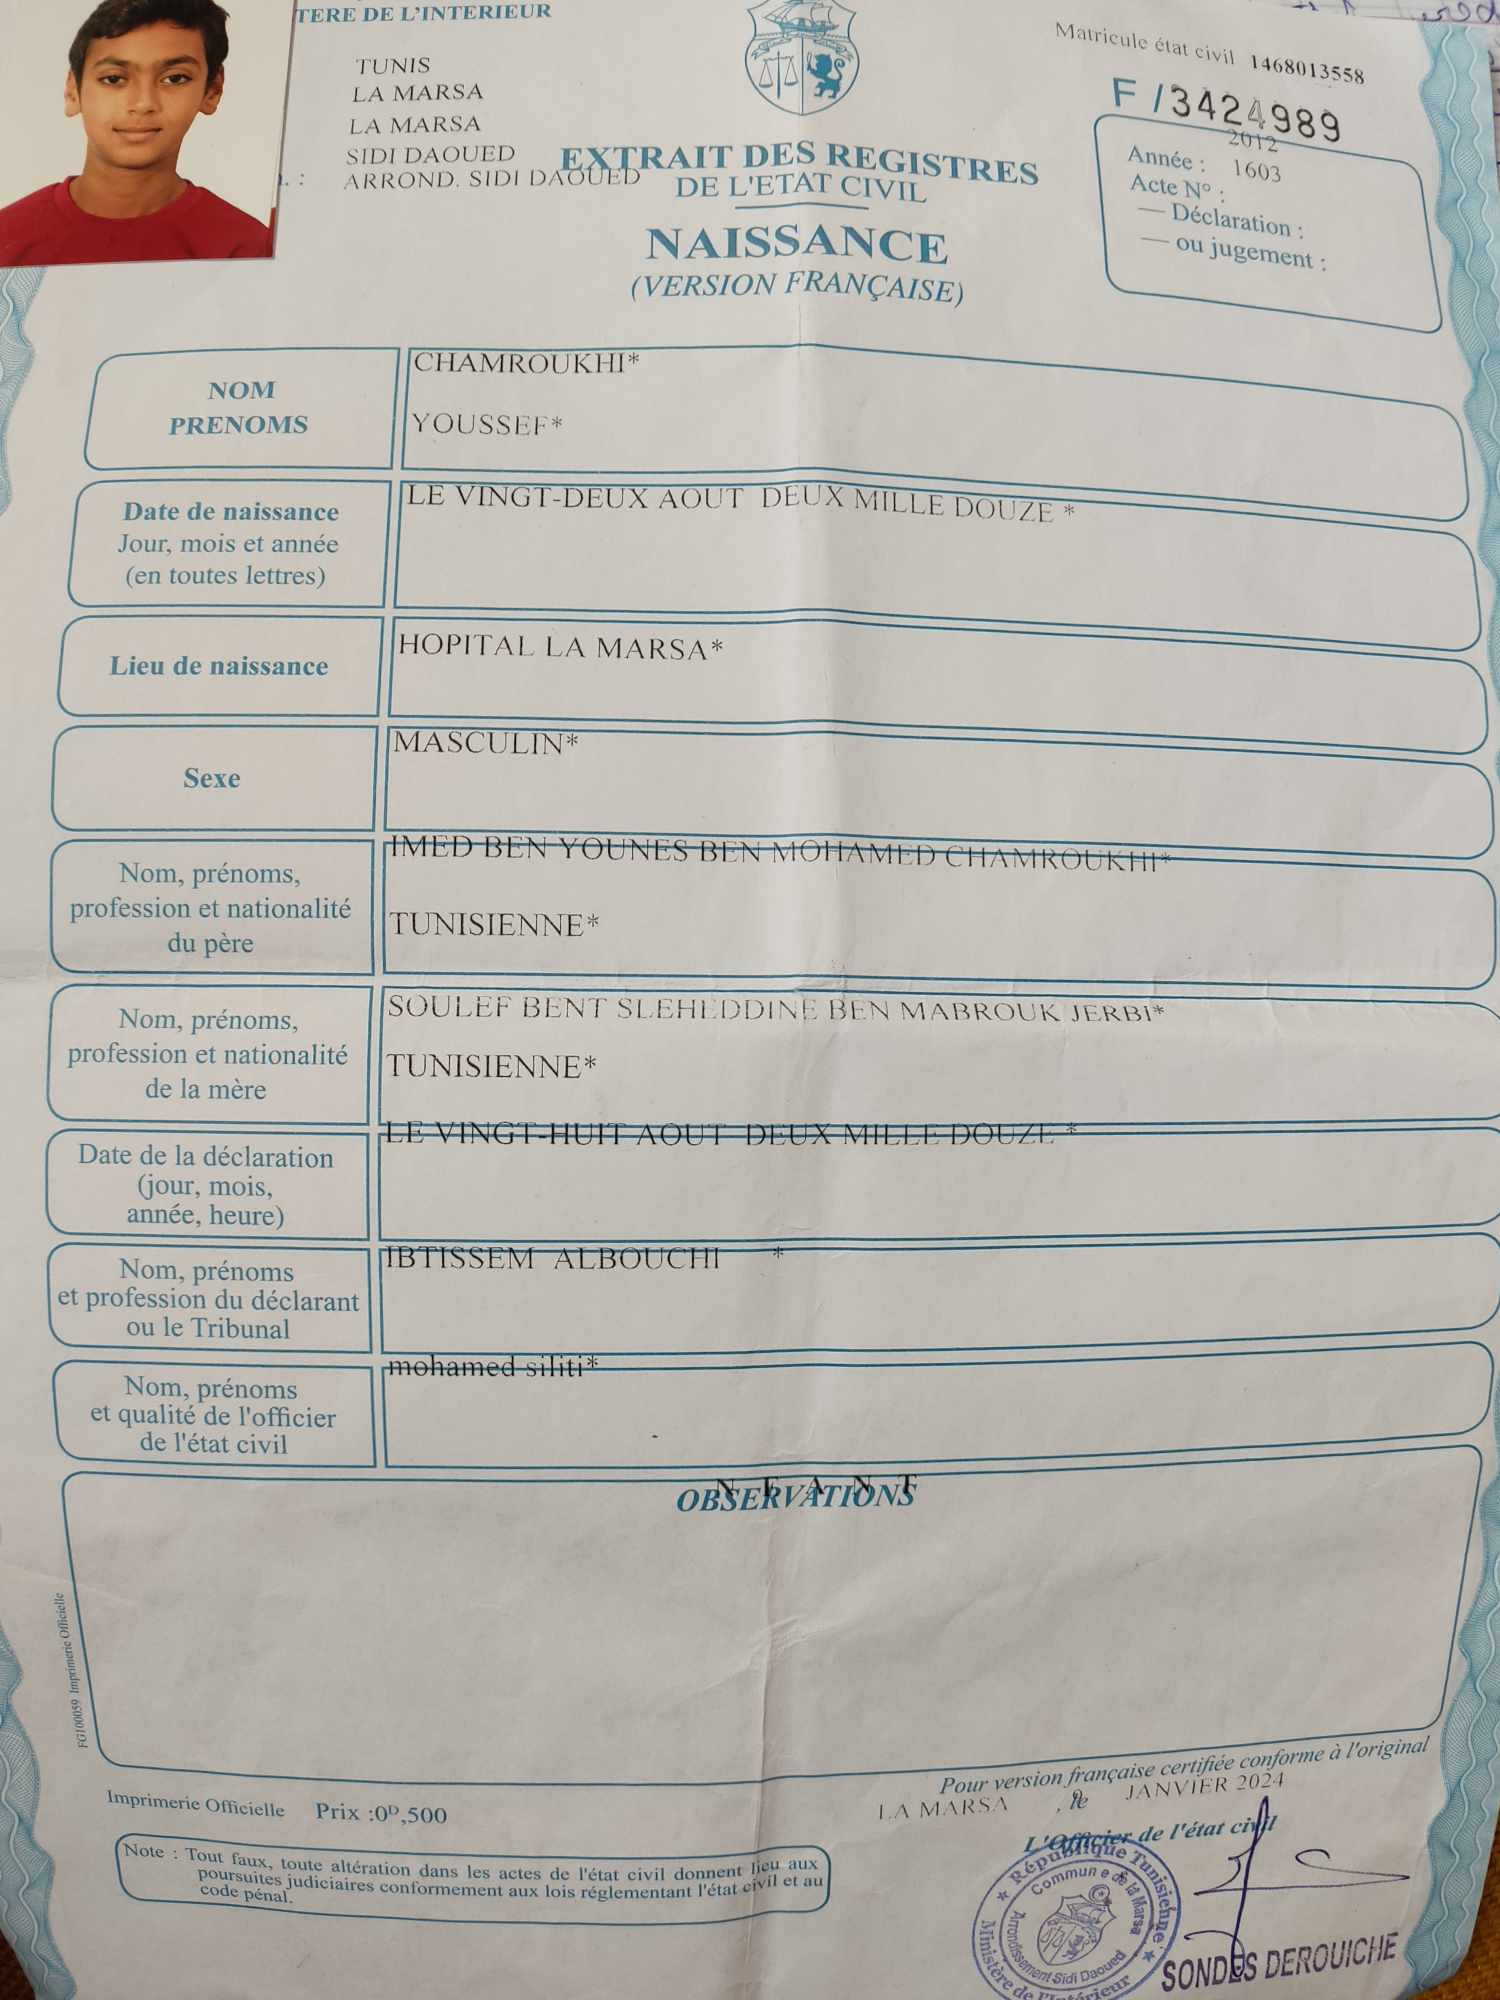 TERE DE L'INTERIEUR
TUNIS
LA MARSA
LA MARSA
SIDI DAOUED
ARROND. SIDI DAOUED
Matricule état civil 1468013558
F / 3424989
2012
Année : 1603
Acte N° :
— Déclaration :
— ou jugement :
EXTRAIT DES REGISTRES
DE L'ETAT CIVIL
NAISSANCE
(VERSION FRANÇAISE)
NOM
PRENOMS
CHAMROUKHI*
YOUSSEF*
Date de naissance
Jour, mois et année
(en toutes lettres)
LE VINGT-DEUX AOUT DEUX MILLE DOUZE *
Lieu de naissance
HOPITAL LA MARSA*
Sexe
MASCULIN*
Nom, prénoms,
profession et nationalité
du père
IMED BEN YOUNES BEN MOHAMED CHAMROUKHI*
TUNISIENNE*
Nom, prénoms,
profession et nationalité
de la mère
SOULEF BENT SLEHEDDINE BEN MABROUK JERBI*
TUNISIENNE*
Date de la déclaration
(jour, mois,
année, heure)
LE VINGT-HUIT AOUT DEUX MILLE DOUZE *
Nom, prénoms
et profession du déclarant
ou le Tribunal
IBTISSEM ALBOUCHI *
Nom, prénoms
et qualité de l'officier
de l'état civil
mohamed siliti*
N E A N T
OBSERVATIONS
FG100059 Imprimerie Officielle
Pour version française certifiée conforme à l'original
LA MARSA , le JANVIER 2024
L'Officier de l'état civil
Imprimerie Officielle Prix :0ᴰ,500
Note : Tout faux, toute altération dans les actes de l'état civil donnent lieu aux
poursuites judiciaires conformement aux lois réglementant l'état civil et au
code pénal.
République Tunisienne
Commune de la Marsa
Arrondissement Sidi Daoued
Ministère de l'Intérieur
SONDES DEROUICHE